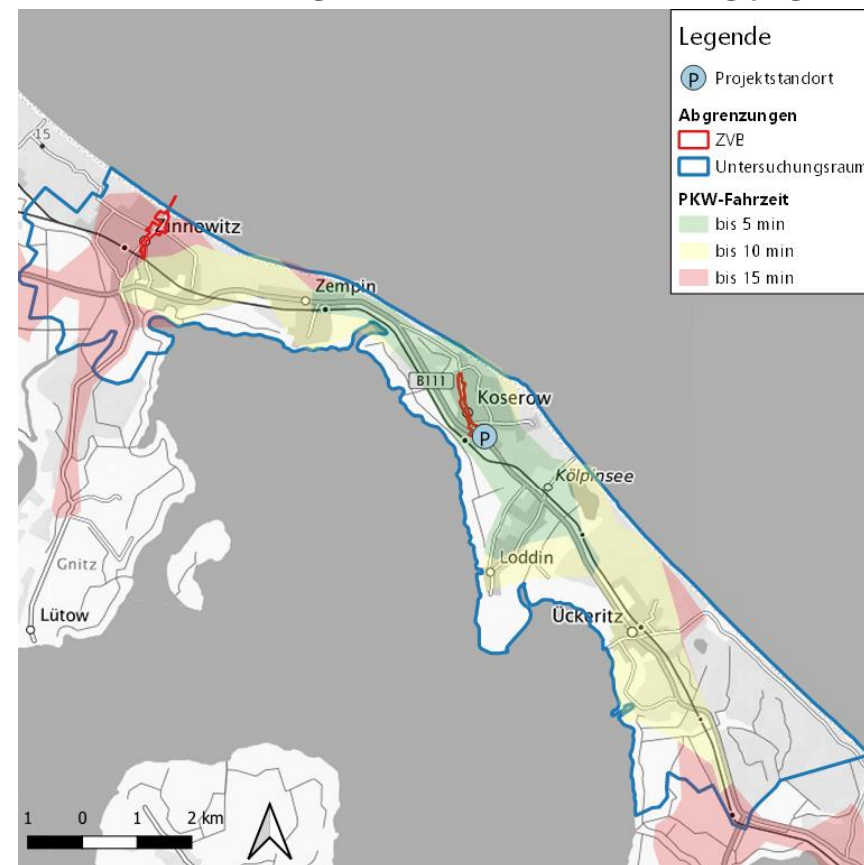 Legende
P Projektstandort
Abgrenzungen
ZVB
Untersuchungsraum
PKW-Fahrzeit
bis 5 min
bis 10 min
bis 15 min
15
Zinnowitz
Zempin
B111
Koserow
P
Kölpinsee
Loddin
Gnitz
Lütow
Ückeritz
1 0 1 2 km